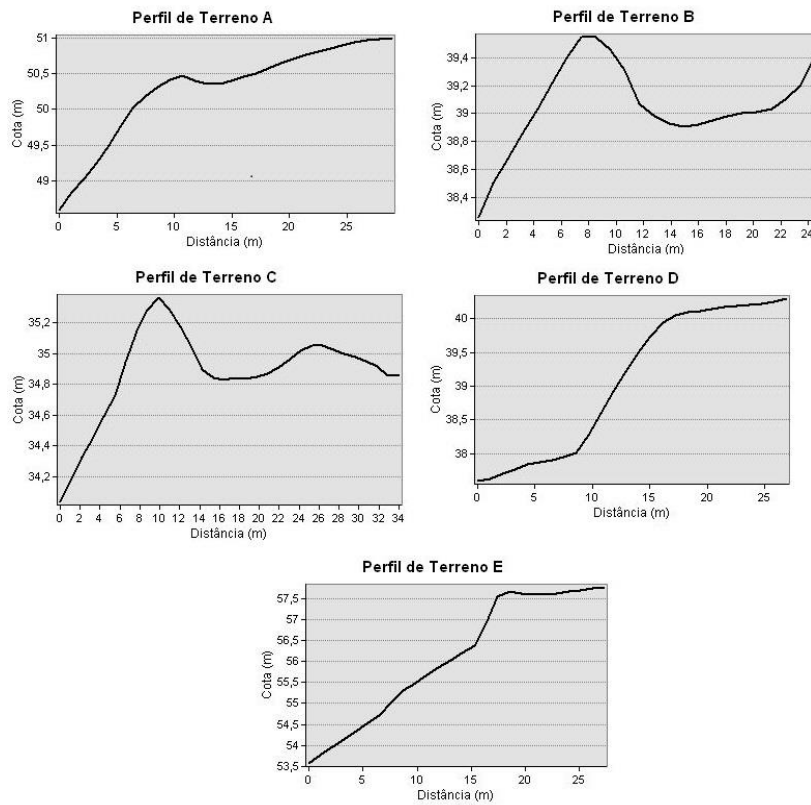 Perfil de Terreno A
51
50,5
50
49,5
49
Cota (m)
0 5 10 15 20 25
Distância (m)
Perfil de Terreno B
39,4
39,2
39
38,8
38,6
38,4
Cota (m)
0 2 4 6 8 10 12 14 16 18 20 22 24
Distância (m)
Perfil de Terreno C
35,2
35
34,8
34,6
34,4
34,2
Cota (m)
0 2 4 6 8 10 12 14 16 18 20 22 24 26 28 30 32 34
Distância (m)
Perfil de Terreno D
40
39,5
39
38,5
38
Cota (m)
0 5 10 15 20 25
Distância (m)
Perfil de Terreno E
57,5
57
56,5
56
55,5
55
54,5
54
53,5
Cota (m)
0 5 10 15 20 25
Distância (m)